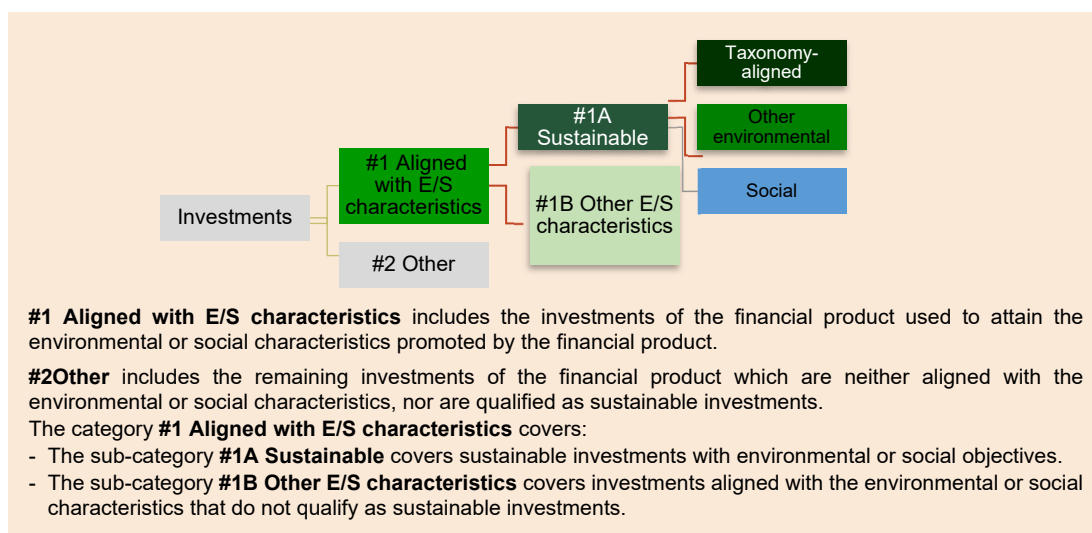 Taxonomy-
aligned
#1A
Sustainable
Other
environmental
#1 Aligned
with E/S
characteristics
Social
#1B Other E/S
characteristics
Investments
#2 Other
#1 Aligned with E/S characteristics includes the investments of the financial product used to attain the
environmental or social characteristics promoted by the financial product.
#2Other includes the remaining investments of the financial product which are neither aligned with the
environmental or social characteristics, nor are qualified as sustainable investments.
The category #1 Aligned with E/S characteristics covers:
- The sub-category #1A Sustainable covers sustainable investments with environmental or social objectives.
- The sub-category #1B Other E/S characteristics covers investments aligned with the environmental or social
characteristics that do not qualify as sustainable investments.